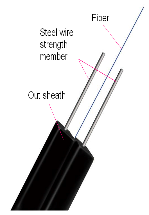 Fiber
Steel wire
strength
member
Out sheath